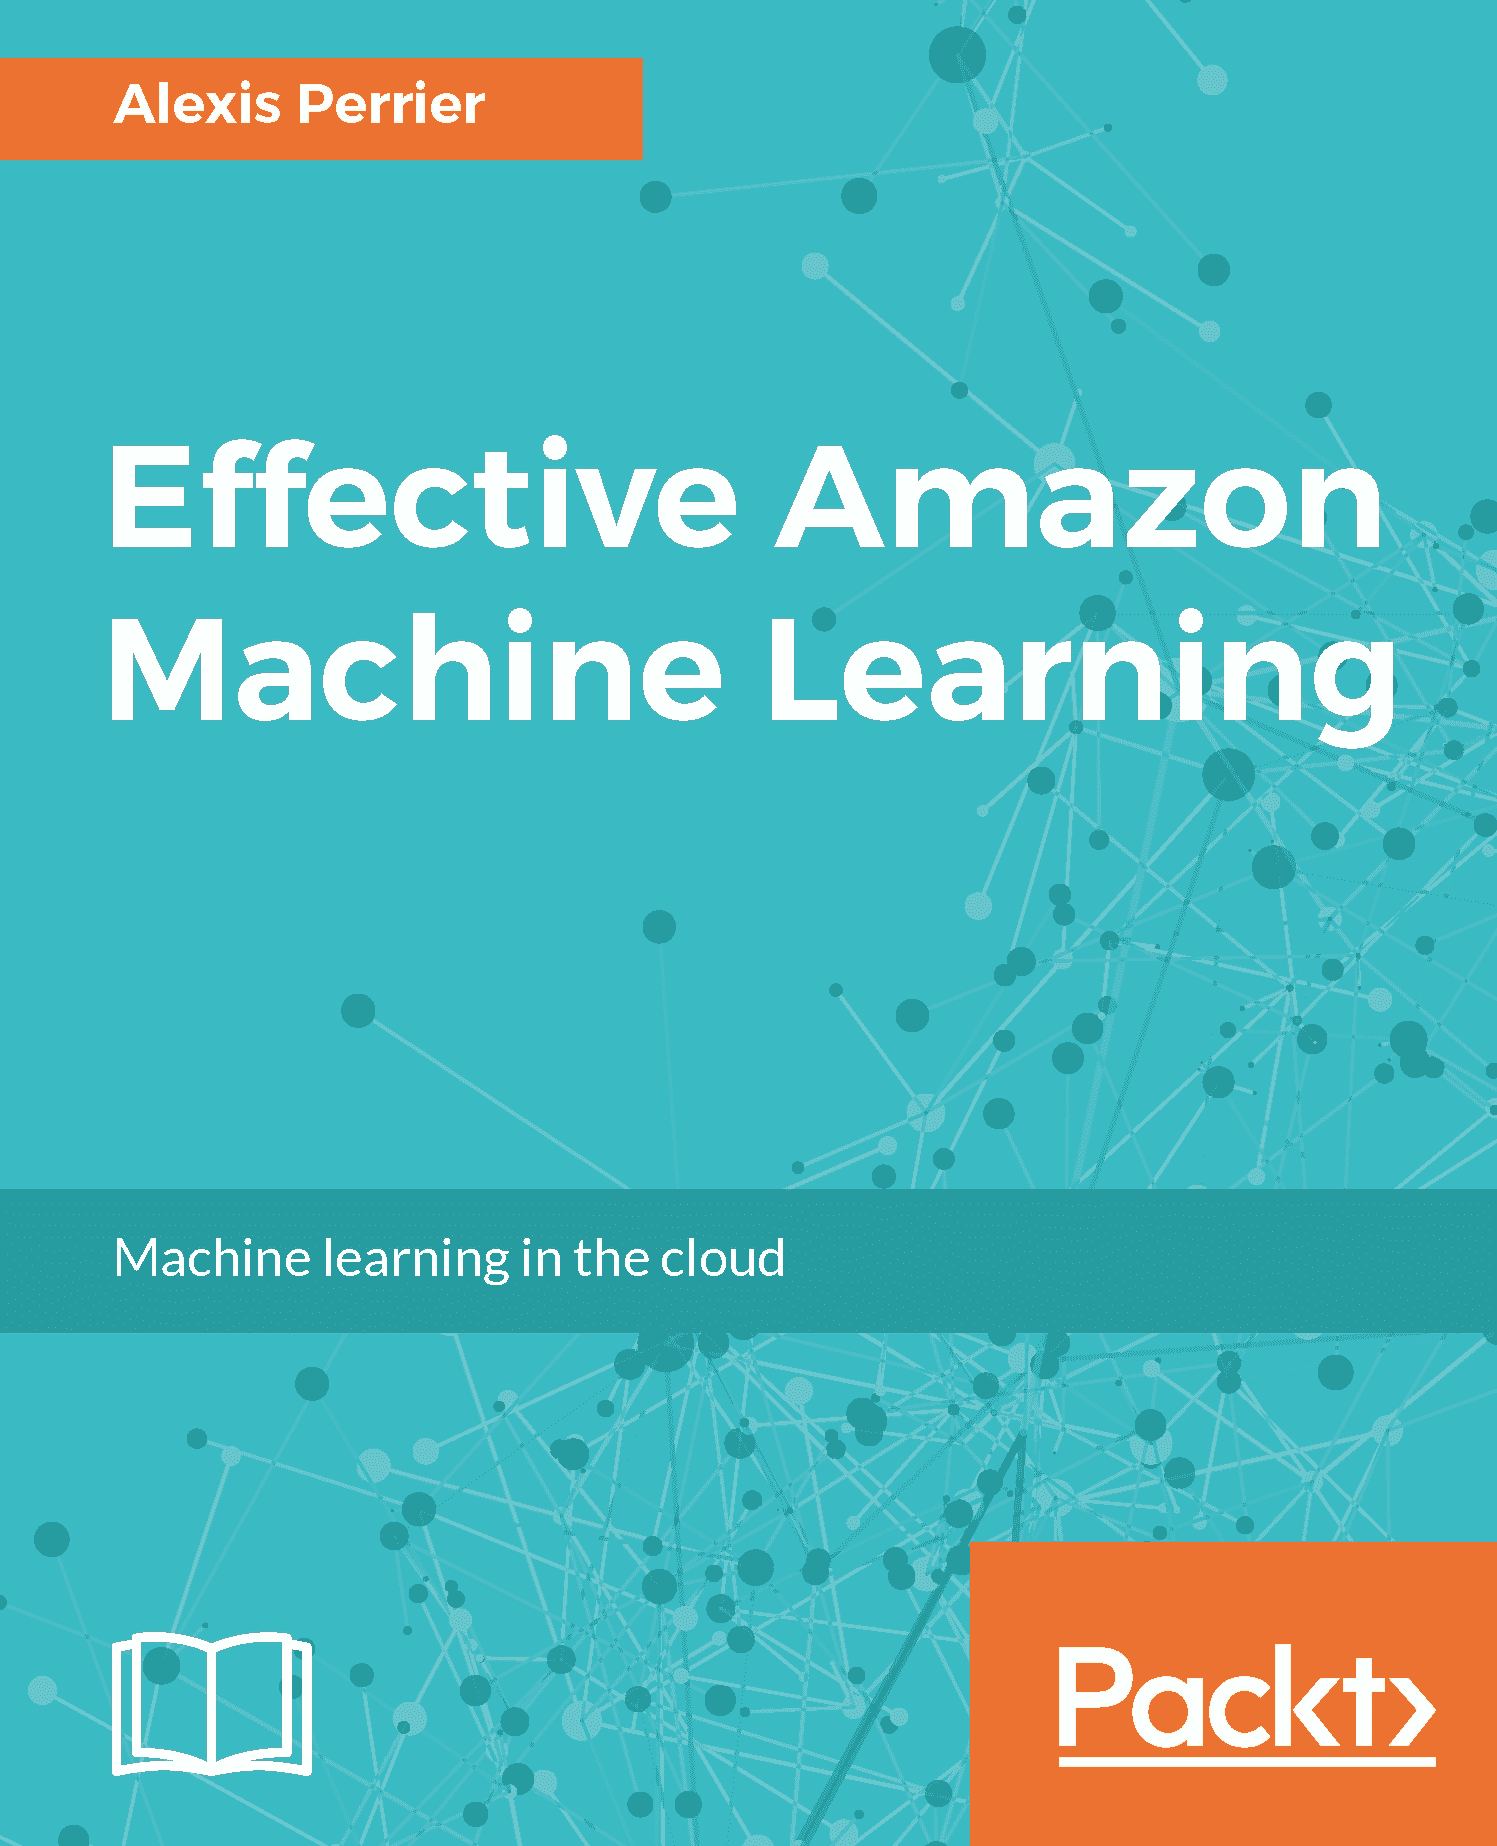 Alexis Perrier
Effective Amazon
Machine Learning
Machine learning in the cloud
Packt>